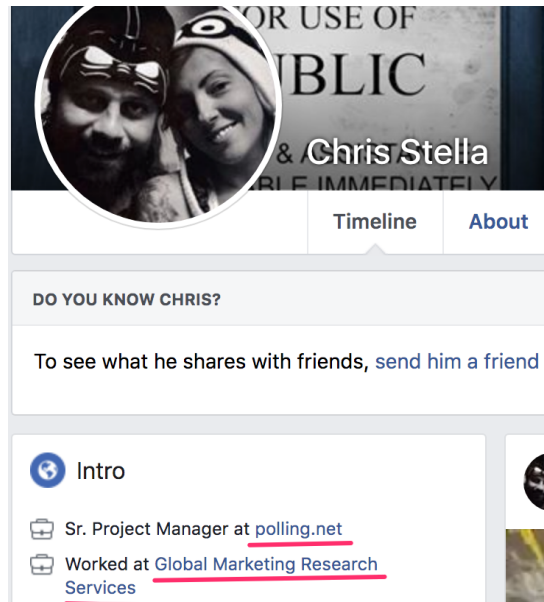 OR USE OF
BLIC
Chris Stella
IMMEDIATELY
Timeline
About
DO YOU KNOW CHRIS?
To see what he shares with friends, send him a friend
Intro
Sr. Project Manager at polling.net
Worked at Global Marketing Research
Services